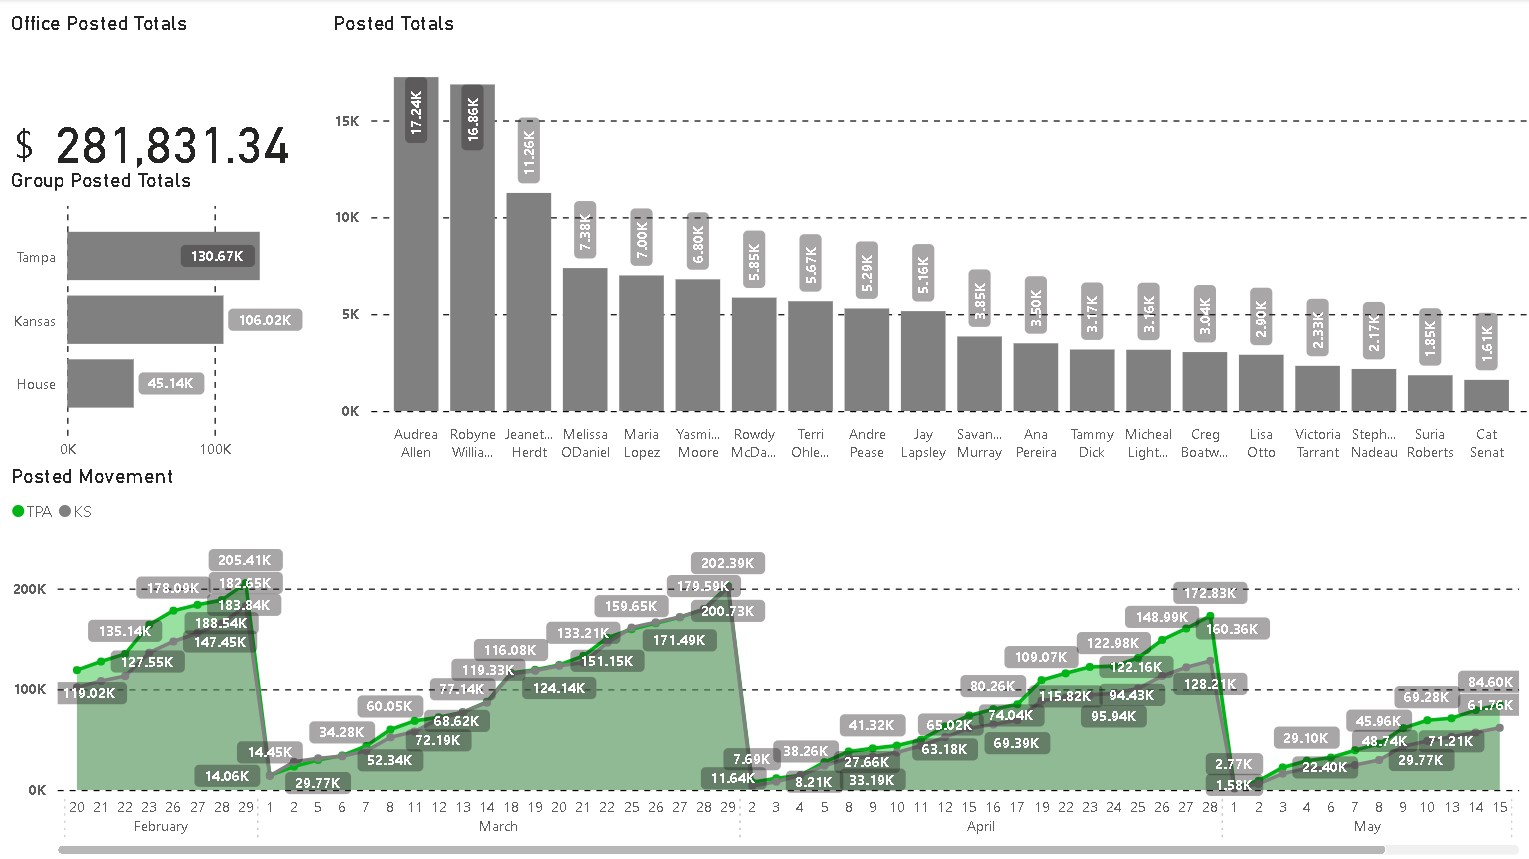 Office Posted Totals
$ 281,831.34
Group Posted Totals
Tampa 130.67K
Kansas 106.02K
House 45.14K
0K 100K
Posted Totals
15K
10K
5K
0K
17.24K 16.86K 11.26K 7.38K 7.00K 6.80K 5.85K 5.67K 5.29K 5.16K 3.85K 3.50K 3.17K 3.16K 3.04K 2.90K 2.33K 2.17K 1.85K 1.61K
Audrea Robyne Jeanet... Melissa Maria Yasmi... Rowdy Terri Andre Jay Savan... Ana Tammy Micheal Creg Lisa Victoria Steph... Suria Cat
Allen Willia... Herdt ODaniel Lopez Moore McDa... Ohle... Pease Lapsley Murray Pereira Dick Light... Boatw... Otto Tarrant Nadeau Roberts Senat
Posted Movement
TPA KS
200K
100K
0K
119.02K 135.14K 127.55K 178.09K 205.41K 182.65K 183.84K 188.54K 147.45K
14.06K 14.45K 29.77K 34.28K 60.05K 52.34K 72.19K 68.62K 77.14K 119.33K 116.08K 124.14K 133.21K 151.15K 159.65K 171.49K 179.59K 202.39K 200.73K
11.64K 7.69K 38.26K 8.21K 41.32K 27.66K 33.19K 65.02K 63.18K 80.26K 74.04K 69.39K 109.07K 115.82K 122.98K 95.94K 94.43K 122.16K 148.99K 172.83K 160.36K 128.21K
2.77K 1.58K 29.10K 22.40K 45.96K 48.74K 69.28K 29.77K 71.21K 84.60K 61.76K
20 21 22 23 26 27 28 29 1 2 5 6 7 8 11 12 13 14 18 19 20 21 22 25 26 27 28 29 2 3 4 5 8 9 10 11 12 15 16 17 19 22 23 24 25 26 27 28 1 2 3 6 7 8 9 10 13 14 15
February March April May